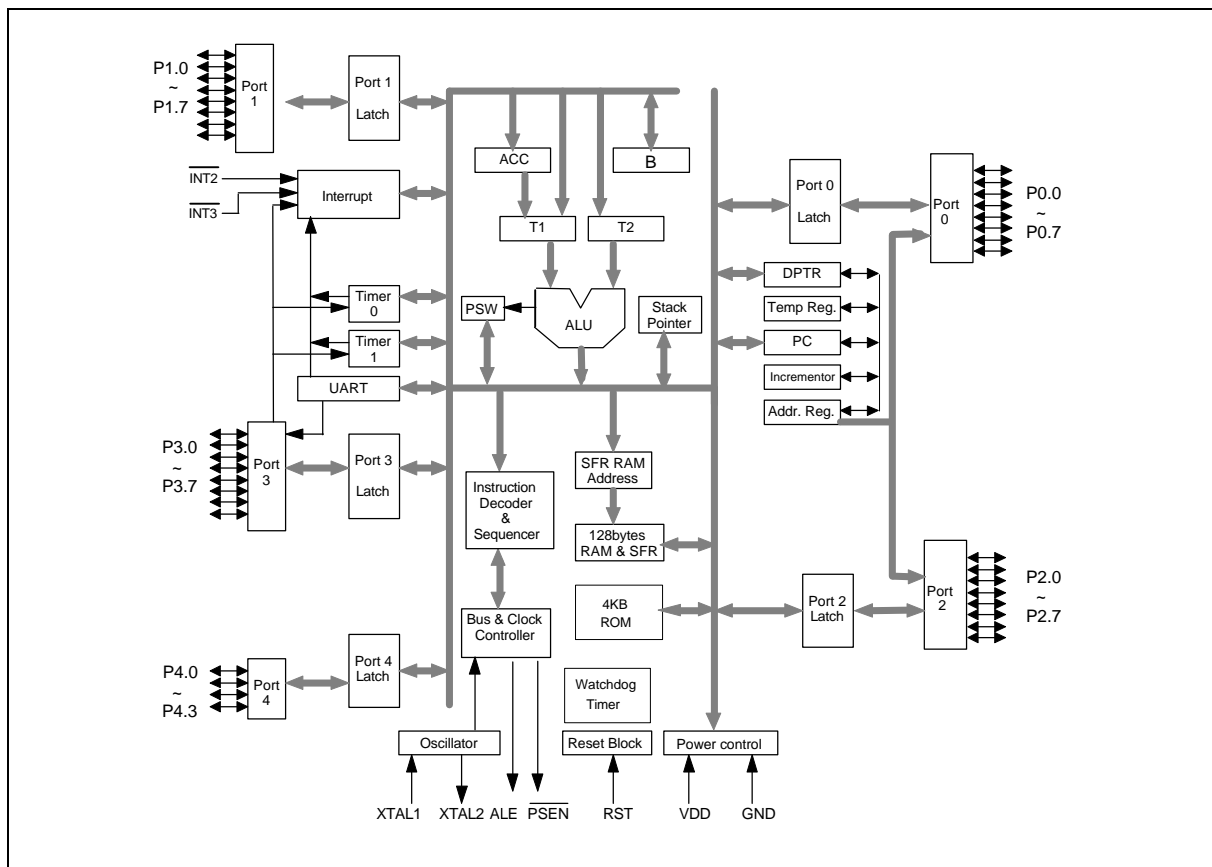 P1.0
~
P1.7
Port
1
Port 1
Latch
INT2
INT3
Interrupt
Timer
0
Timer
1
UART
P3.0
~
P3.7
Port
3
Port 3
Latch
P4.0
~
P4.3
Port
4
Port 4
Latch
ACC
B
T1
T2
PSW
ALU
Stack
Pointer
Instruction
Decoder
&
Sequencer
SFR RAM
Address
128bytes
RAM & SFR
4KB
ROM
Bus & Clock
Controller
Watchdog
Timer
Oscillator
Reset Block
Power control
XTAL1
XTAL2
ALE
PSEN
RST
VDD
GND
Port 0
Latch
Port
0
P0.0
~
P0.7
DPTR
Temp Reg.
PC
Incrementor
Addr. Reg.
Port 2
Latch
Port
2
P2.0
~
P2.7